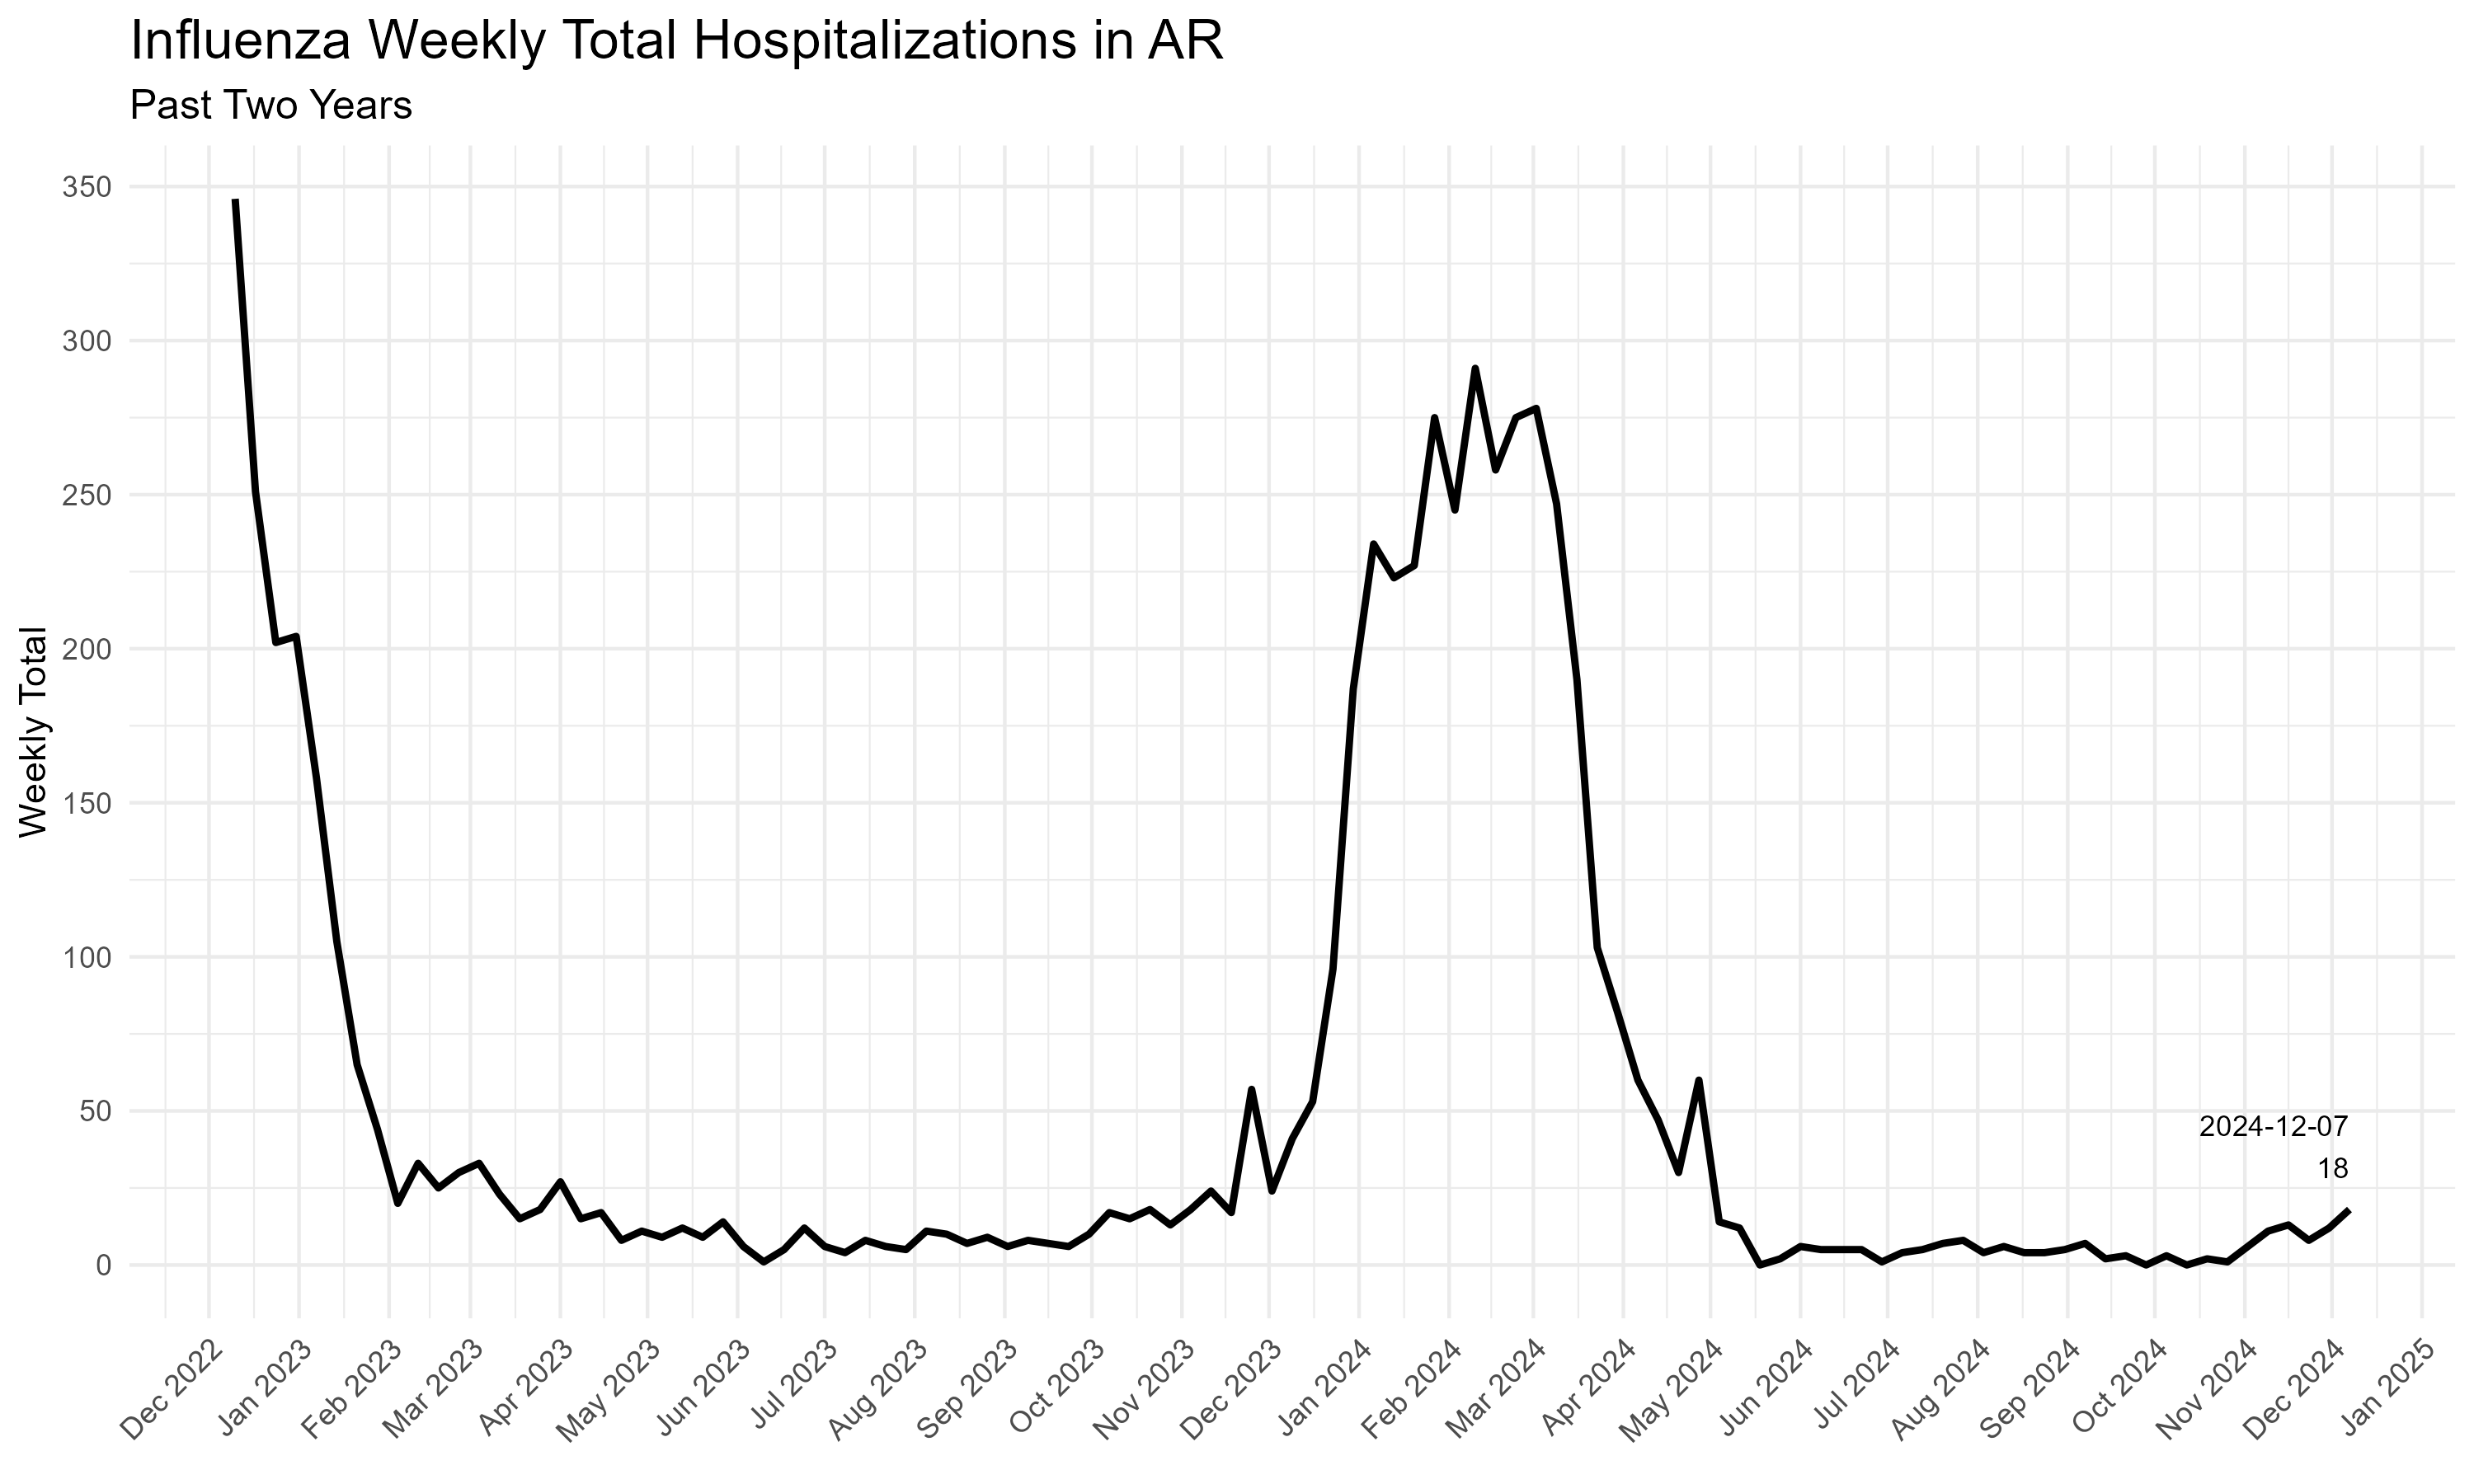 Influenza Weekly Total Hospitalizations in AR
Past Two Years
Weekly Total
350
300
250
200
150
100
50
0
2024-12-07
18
Dec 2022
Jan 2023
Feb 2023
Mar 2023
Apr 2023
May 2023
Jun 2023
Jul 2023
Aug 2023
Sep 2023
Oct 2023
Nov 2023
Dec 2023
Jan 2024
Feb 2024
Mar 2024
Apr 2024
May 2024
Jun 2024
Jul 2024
Aug 2024
Sep 2024
Oct 2024
Nov 2024
Dec 2024
Jan 2025